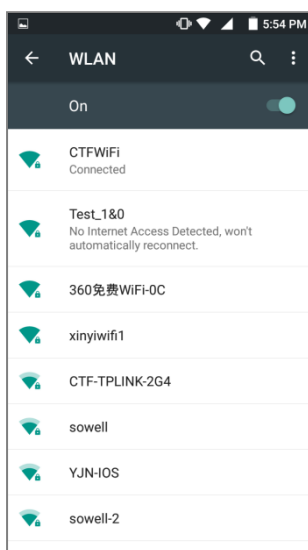 5:54 PM
WLAN
On
CTFWiFi
Connected
Test_1&0
No Internet Access Detected, won't
automatically reconnect.
360免费WiFi-0C
xinyiwifi1
CTF-TPLINK-2G4
sowell
YJN-IOS
sowell-2